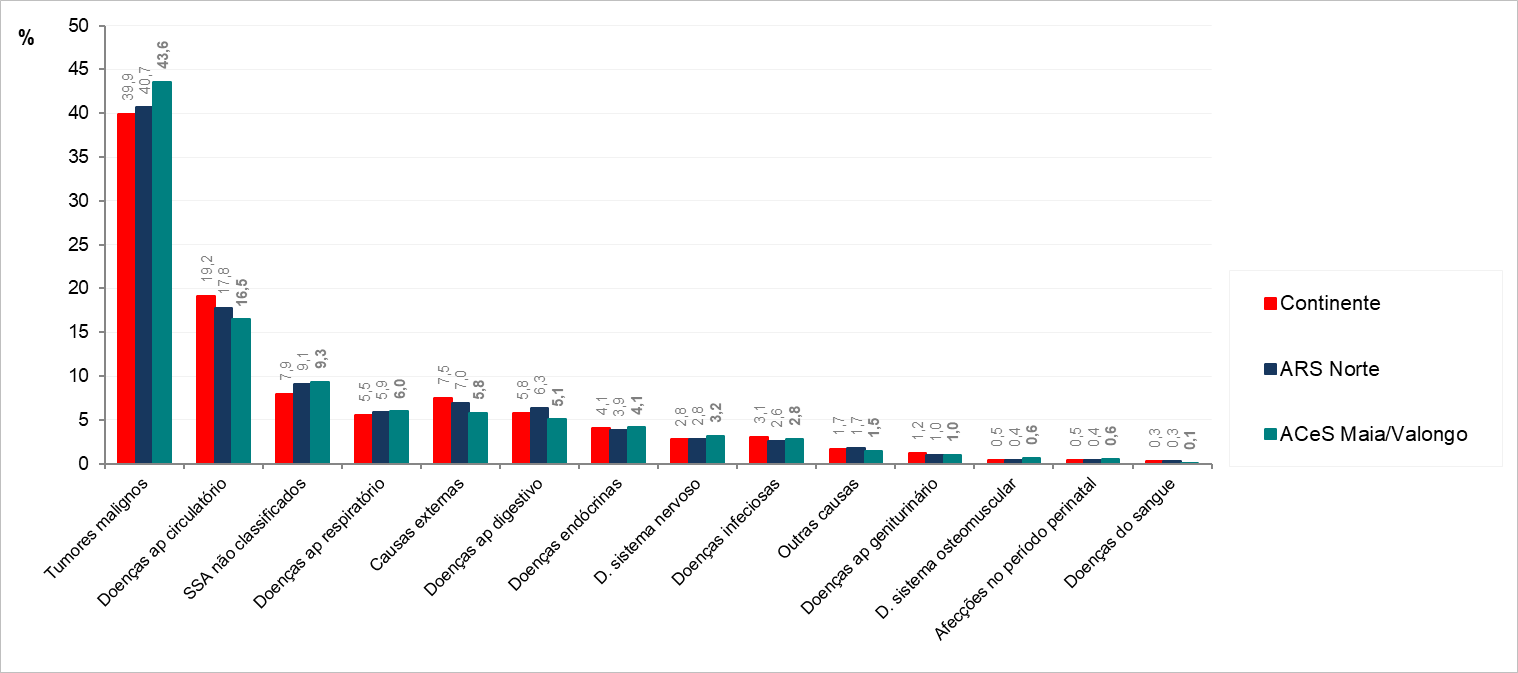 %
50
45
40
35
30
25
20
15
10
5
0
39,9 40,7 43,6
19,2 17,8 16,5
7,9 9,1 9,3
5,5 5,9 6,0
7,5 7,0 5,8
5,8 6,3 5,1
4,1 3,9 4,1
2,8 2,8 3,2
3,1 2,6 2,8
1,7 1,7 1,5
1,2 1,0 1,0
0,5 0,4 0,6
0,5 0,4 0,6
0,3 0,3 0,1
Tumores malignos
Doenças ap circulatório
SSA não classificados
Doenças ap respiratório
Causas externas
Doenças ap digestivo
Doenças endócrinas
D. sistema nervoso
Doenças infeciosas
Outras causas
Doenças ap geniturinário
D. sistema osteomuscular
Afecções no período perinatal
Doenças do sangue
Continente
ARS Norte
ACeS Maia/Valongo